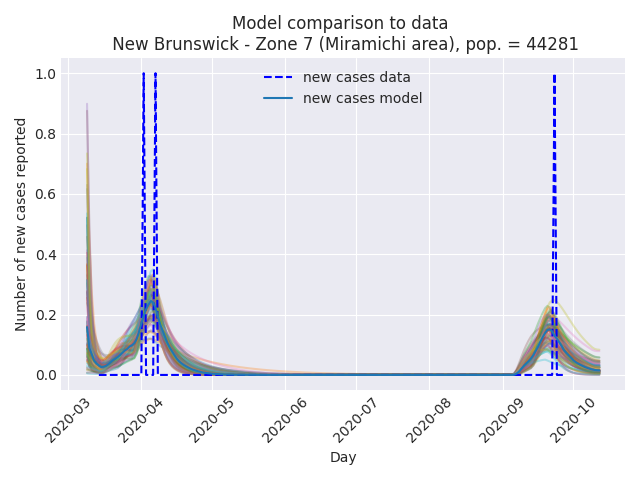 Model comparison to data
New Brunswick - Zone 7 (Miramichi area), pop. = 44281
new cases data
new cases model
Number of new cases reported
1.0
0.8
0.6
0.4
0.2
0.0
2020-03
2020-04
2020-05
2020-06
2020-07
2020-08
2020-09
2020-10
Day